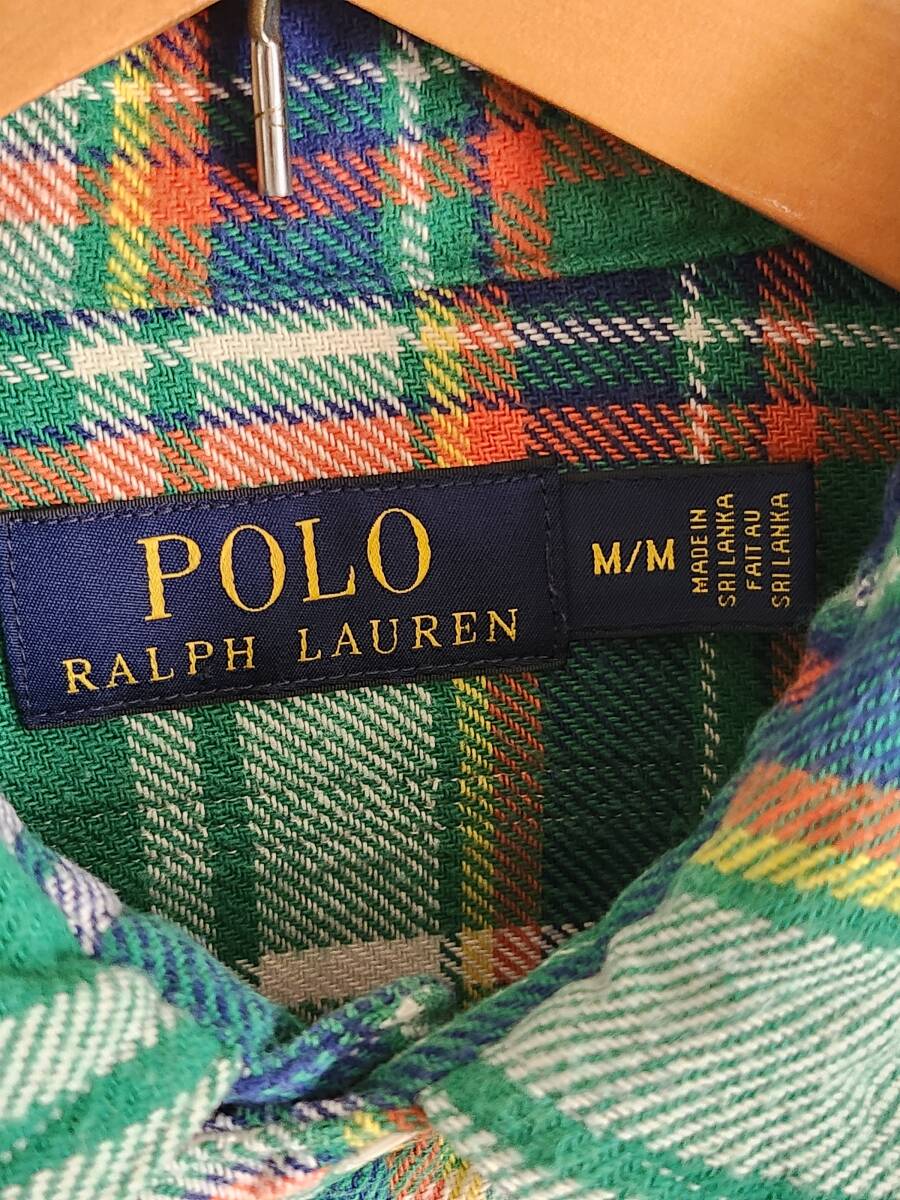 POLO
RALPH LAUREN
M/M
MADE IN
SRI LANKA
FAIT AU
SRI LANKA